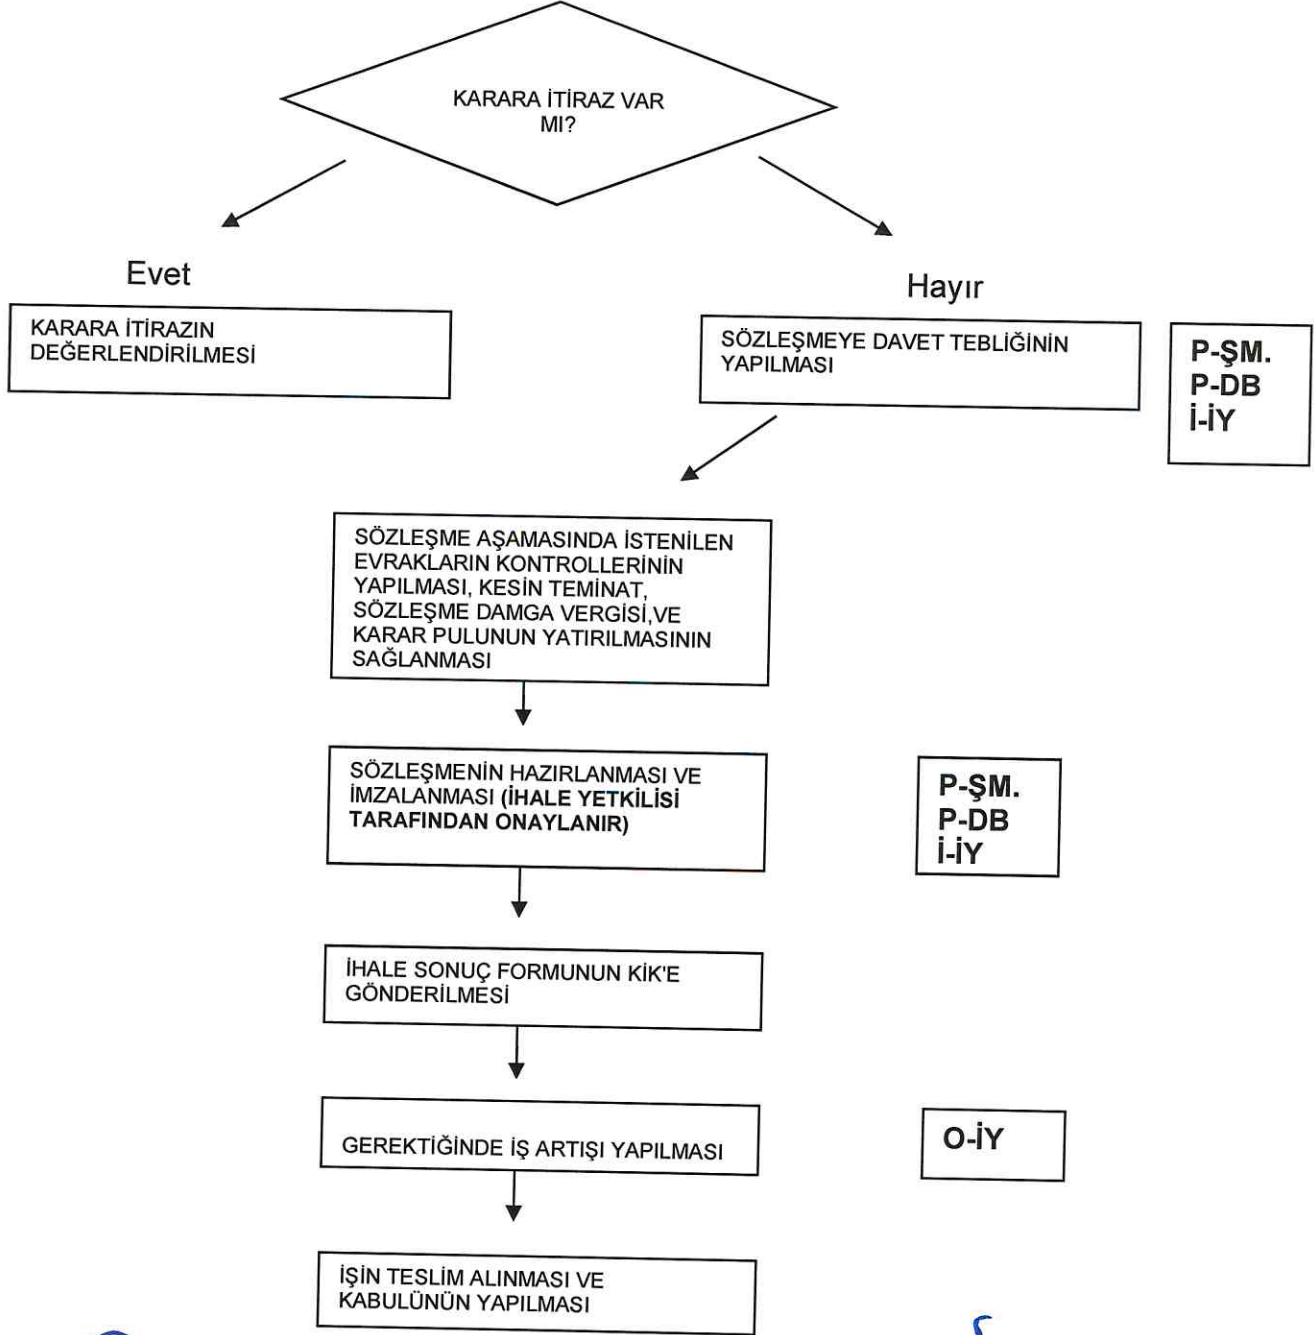 KARARA İTİRAZ VAR
MI?
Evet
KARARA İTİRAZIN
DEĞERLENDİRİLMESİ
Hayır
SÖZLEŞMEYE DAVET TEBLİĞİNİN
YAPILMASI
P-ŞM.
P-DB
İ-İY
SÖZLEŞME AŞAMASINDA İSTENİLEN
EVRAKLARIN KONTROLLERİNİN
YAPILMASI, KESİN TEMİNAT,
SÖZLEŞME DAMGA VERGİSİ,VE
KARAR PULUNUN YATIRILMASININ
SAĞLANMASI
SÖZLEŞMENİN HAZIRLANMASI VE
İMZALANMASI (İHALE YETKİLİSİ
TARAFINDAN ONAYLANIR)
P-ŞM.
P-DB
İ-İY
İHALE SONUÇ FORMUNUN KİK'E
GÖNDERİLMESİ
GEREKTİĞİNDE İŞ ARTIŞI YAPILMASI
O-İY
İŞİN TESLİM ALINMASI VE
KABULÜNÜN YAPILMASI